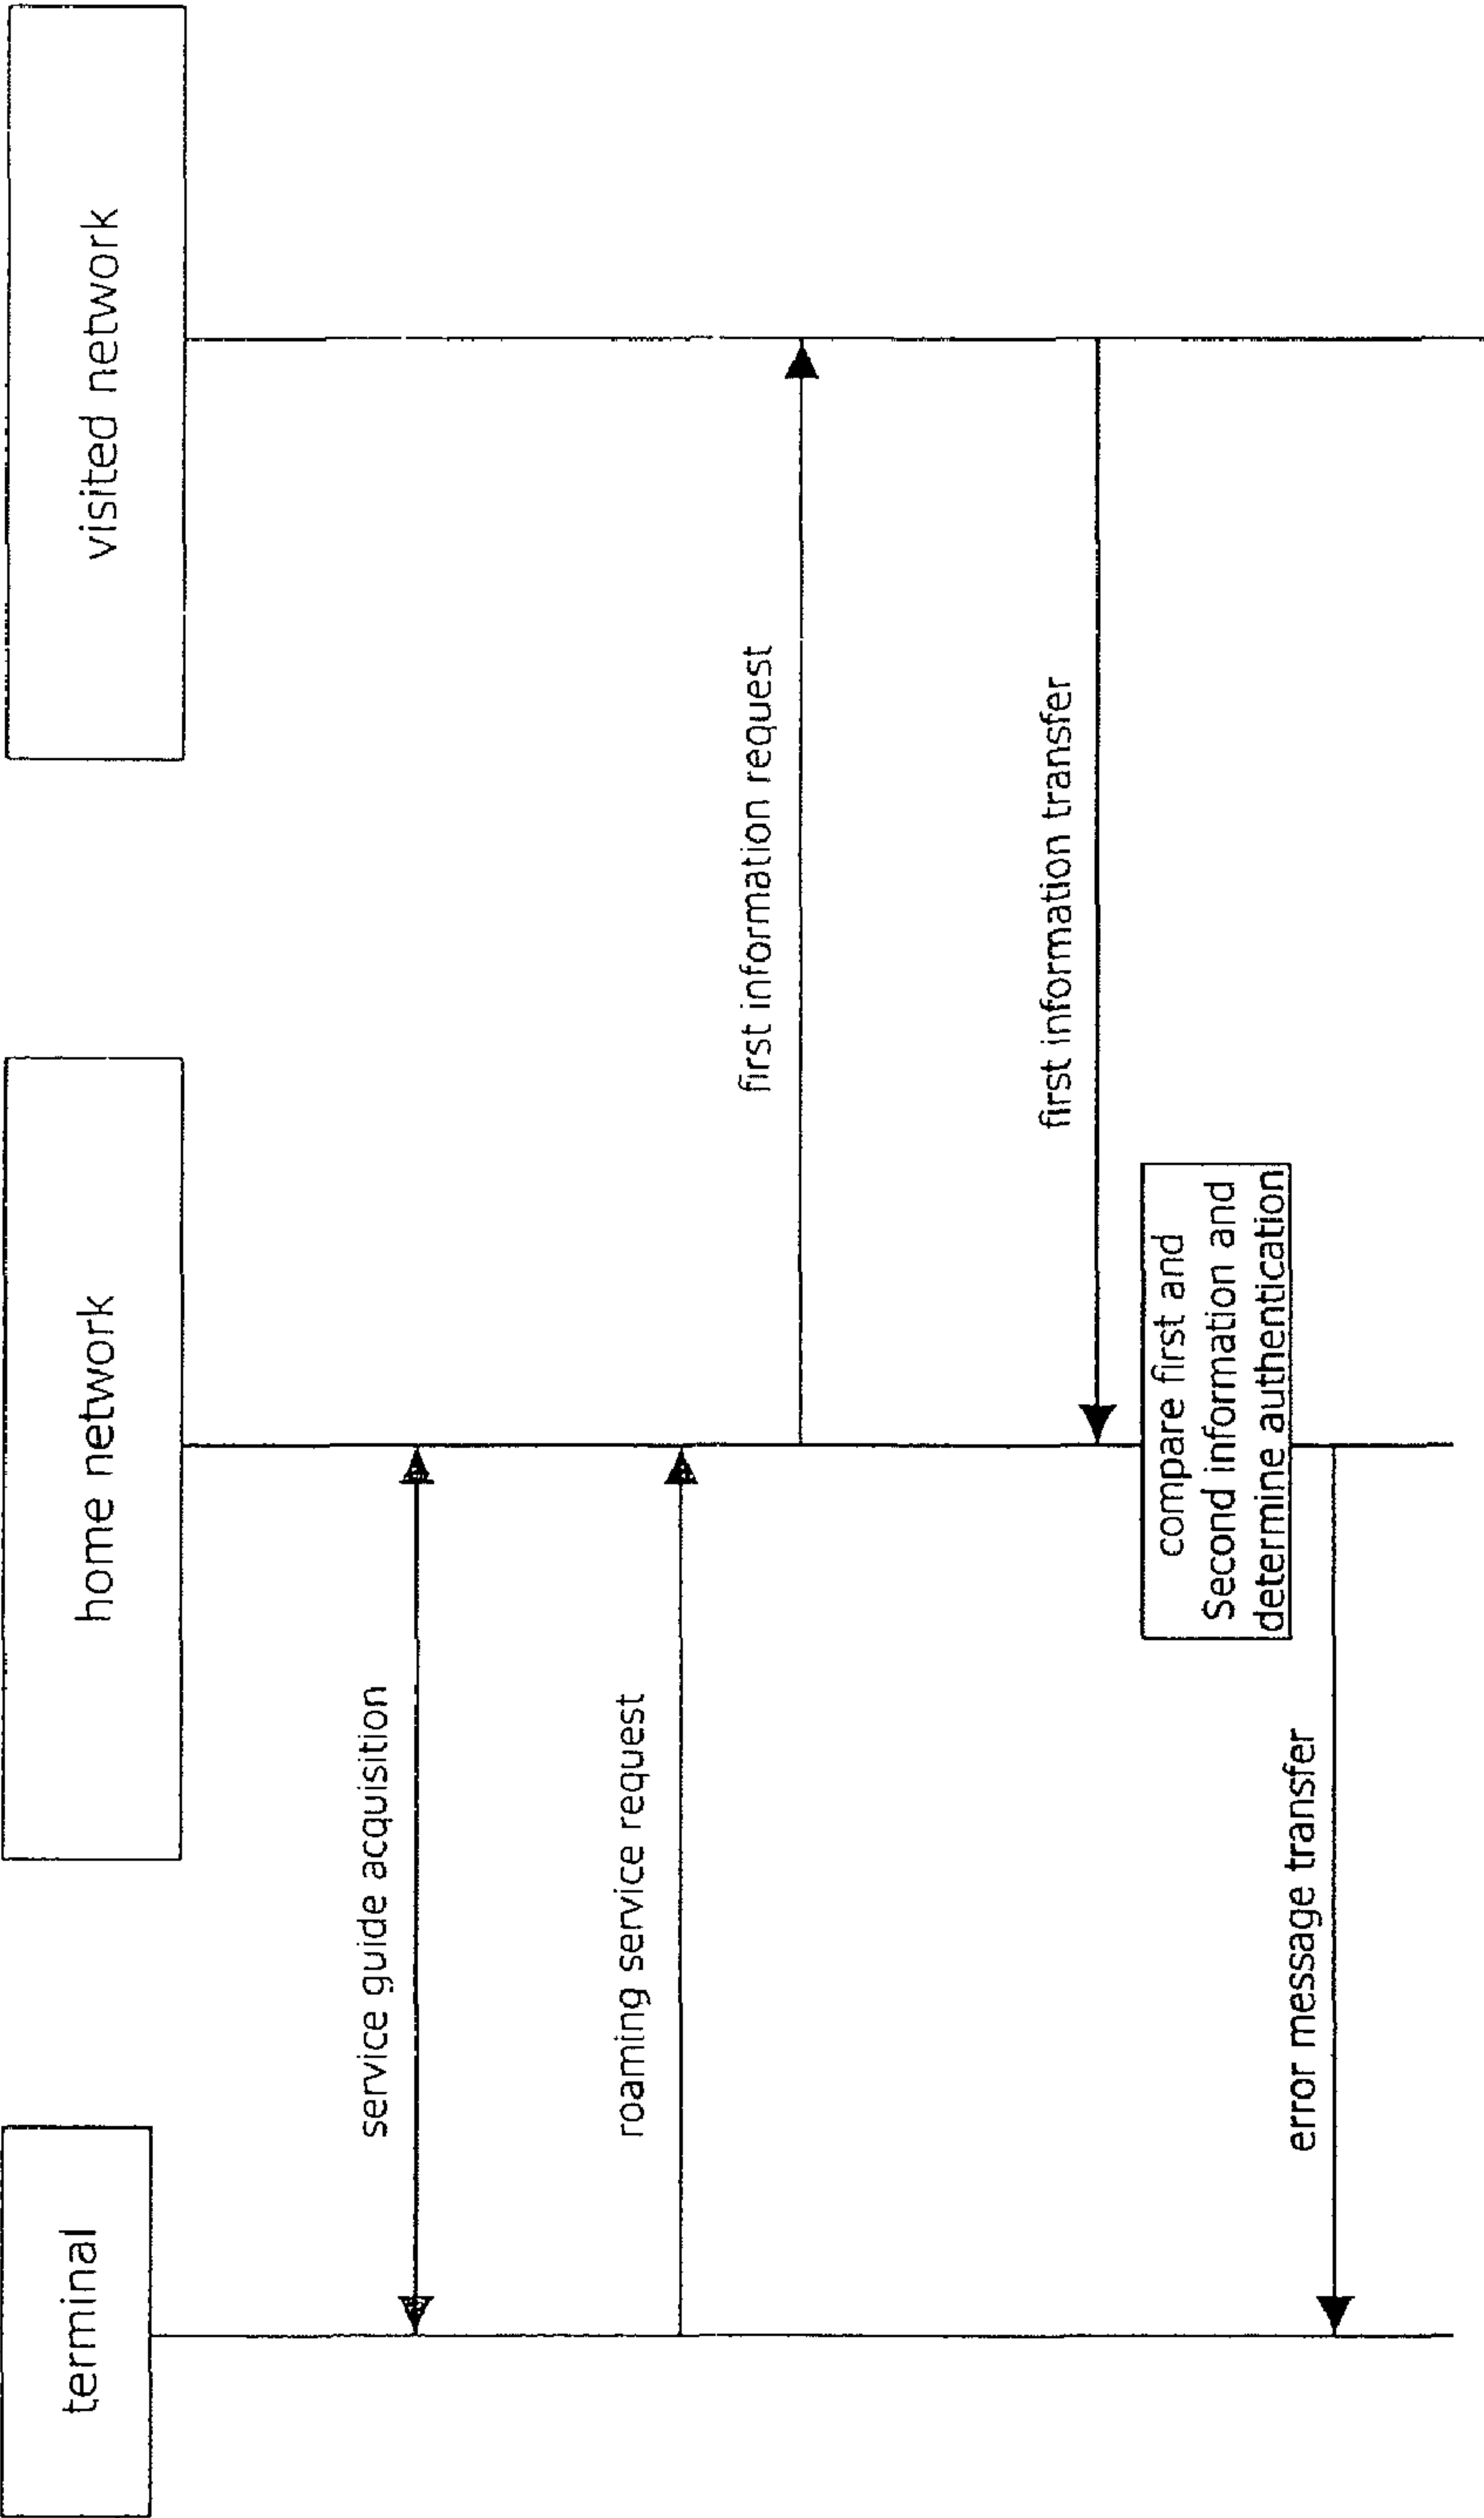 terminal
home network
visited network
service guide acquisition
roaming service request
first information request
first information transfer
compare first and
Second information and
determine authentication
error message transfer